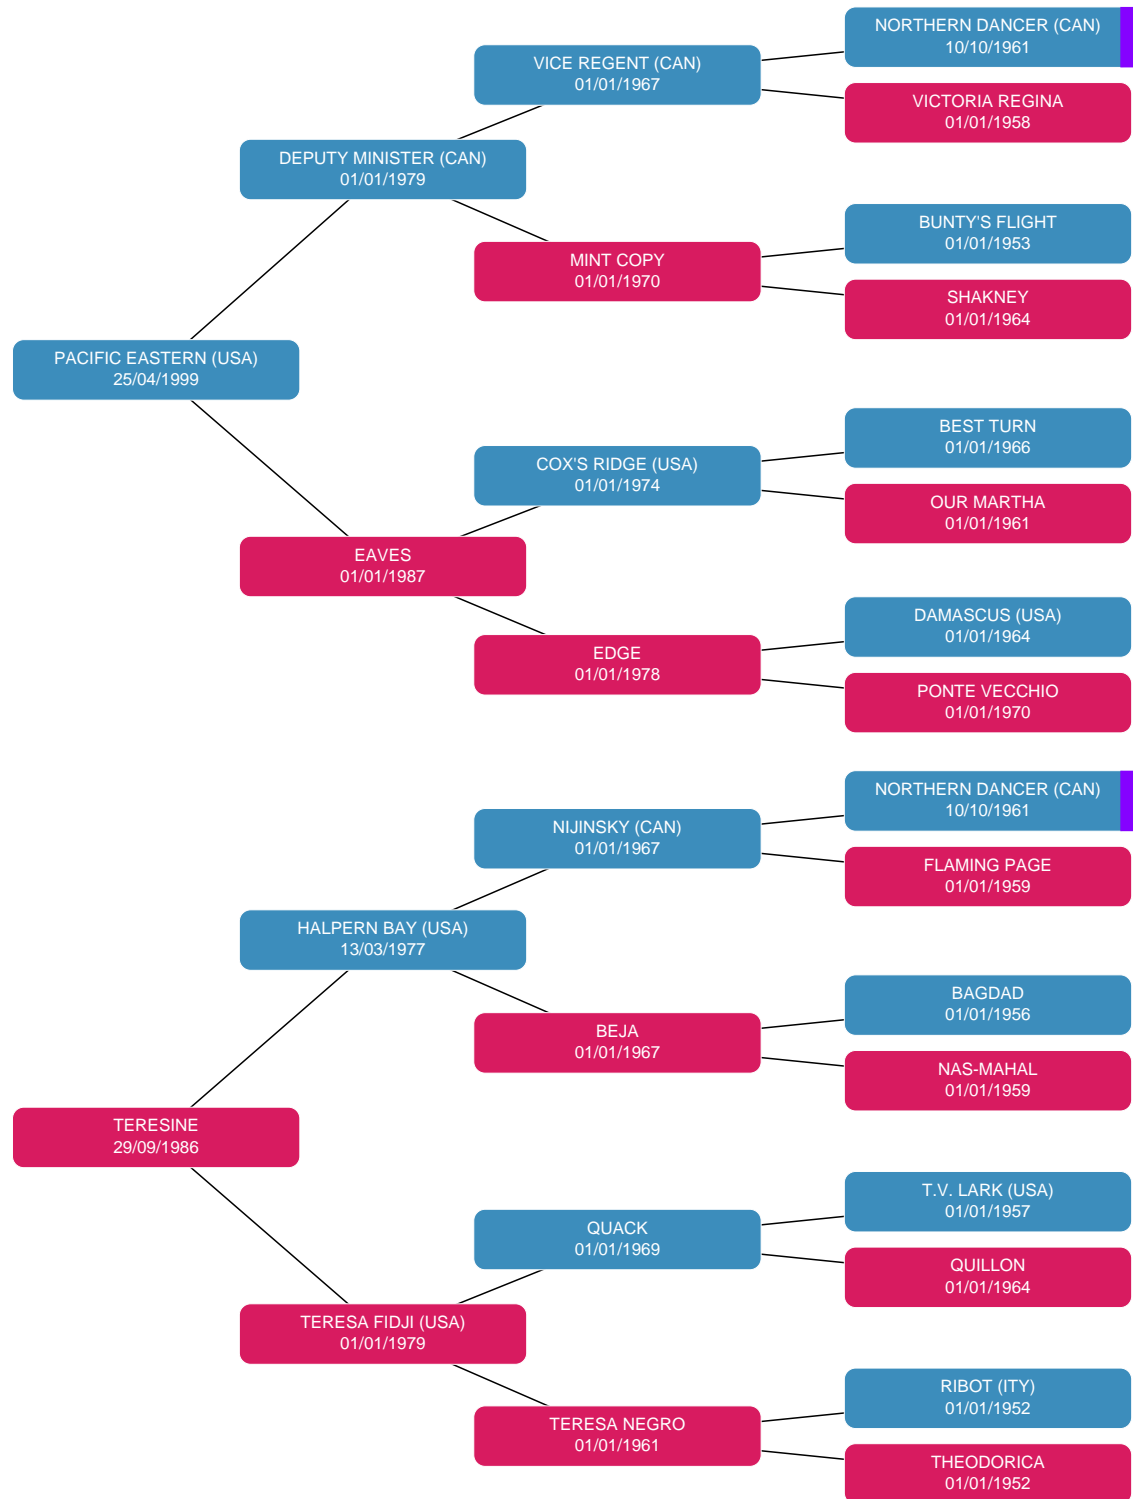 NORTHERN DANCER (CAN)
10/10/1961
VICE REGENT (CAN)
01/01/1967
VICTORIA REGINA
01/01/1958
DEPUTY MINISTER (CAN)
01/01/1979
BUNTY'S FLIGHT
01/01/1953
MINT COPY
01/01/1970
SHAKNEY
01/01/1964
PACIFIC EASTERN (USA)
25/04/1999
BEST TURN
01/01/1966
COX'S RIDGE (USA)
01/01/1974
OUR MARTHA
01/01/1961
EAVES
01/01/1987
DAMASCUS (USA)
01/01/1964
EDGE
01/01/1978
PONTE VECCHIO
01/01/1970
NORTHERN DANCER (CAN)
10/10/1961
NIJINSKY (CAN)
01/01/1967
FLAMING PAGE
01/01/1959
HALPERN BAY (USA)
13/03/1977
BAGDAD
01/01/1956
BEJA
01/01/1967
NAS-MAHAL
01/01/1959
TERESINE
29/09/1986
T.V. LARK (USA)
01/01/1957
QUACK
01/01/1969
QUILLON
01/01/1964
TERESA FIDJI (USA)
01/01/1979
RIBOT (ITY)
01/01/1952
TERESA NEGRO
01/01/1961
THEODORICA
01/01/1952